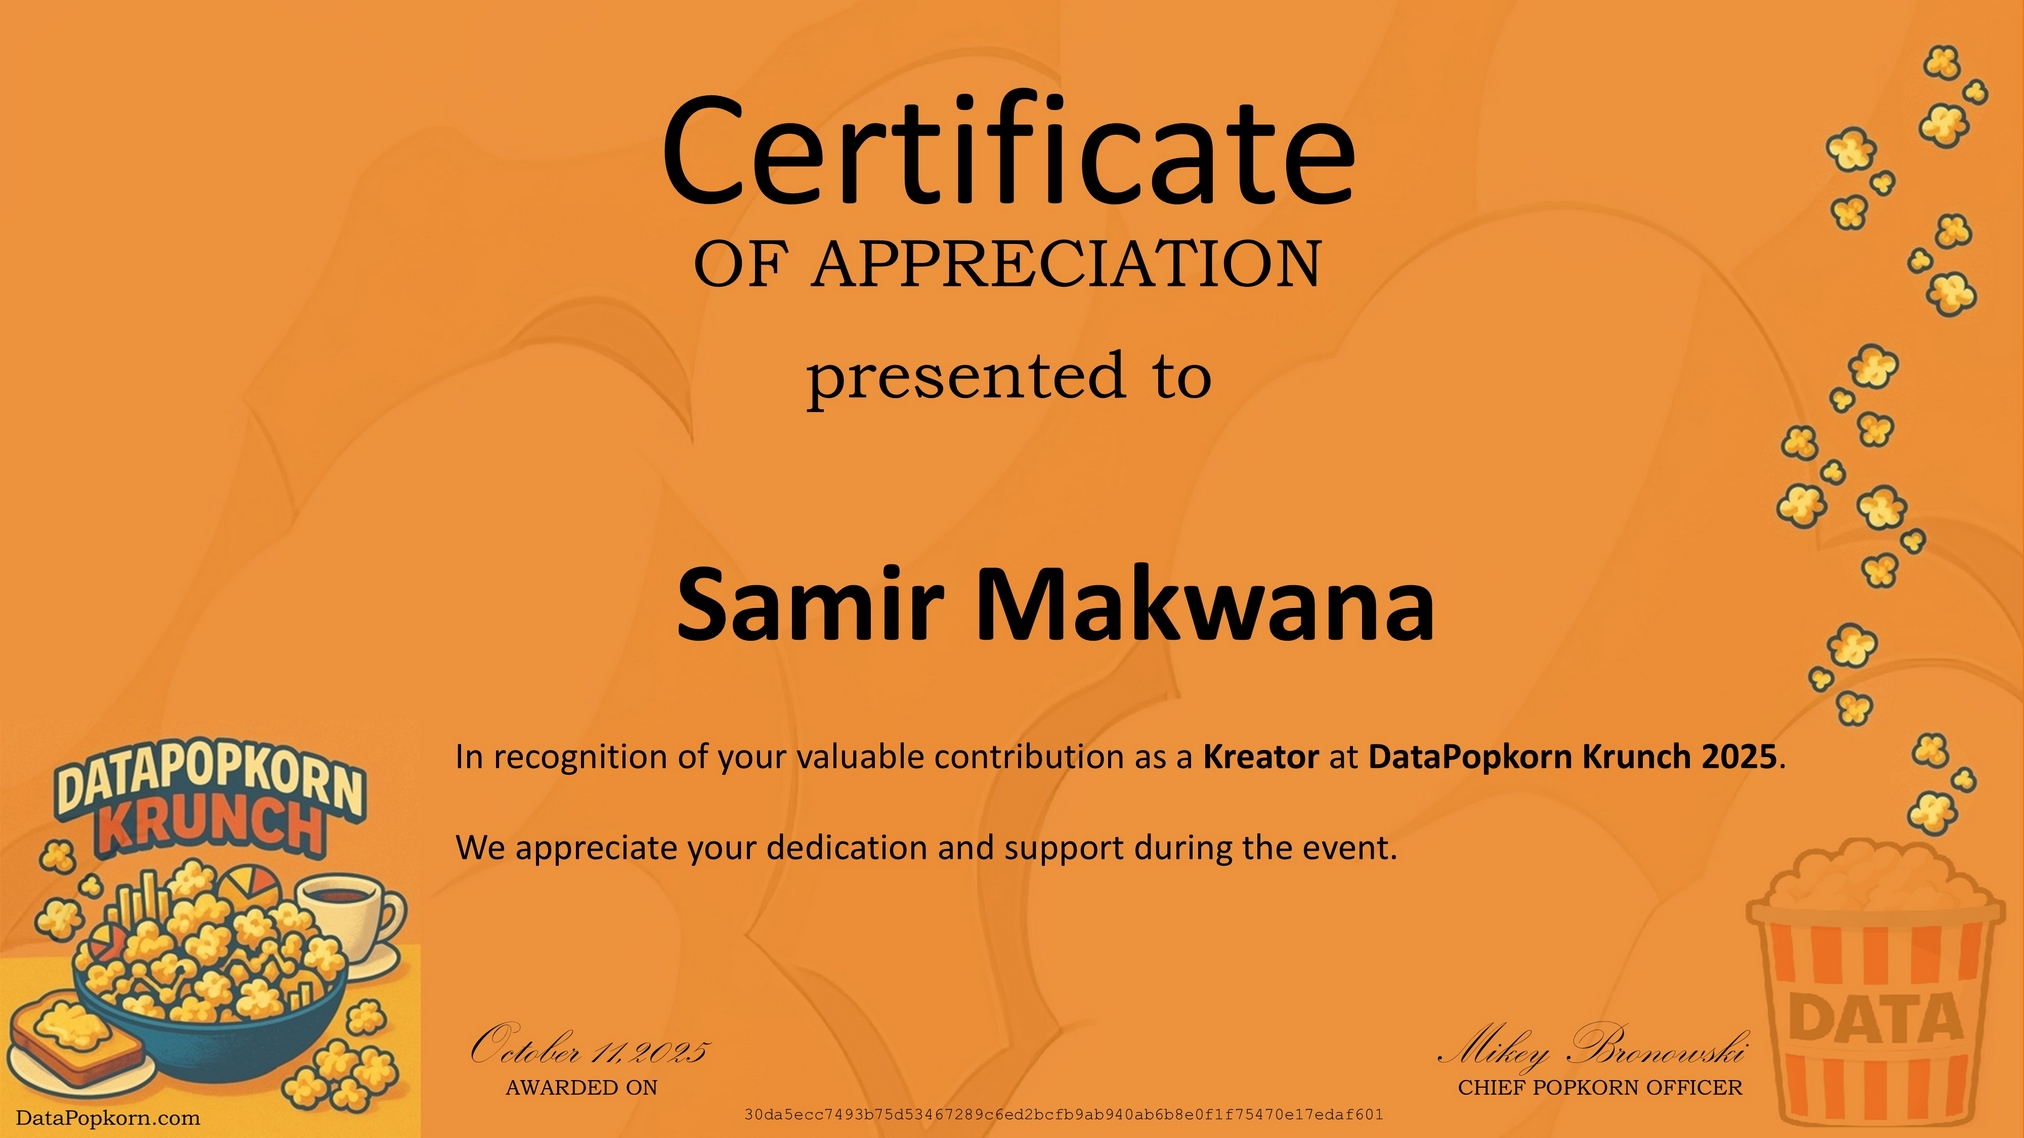 Certificate
OF APPRECIATION
presented to
Samir Makwana
In recognition of your valuable contribution as a Kreator at DataPopkorn Krunch 2025.
We appreciate your dedication and support during the event.
DATAPOPKORN
KRUNCH
DATA
October 11, 2025
AWARDED ON
Mikey Bronowski
CHIEF POPKORN OFFICER
30da5ecc7493b75d53467289c6ed2bcfb9ab940ab6b8e0f1f75470e17edaf601
DataPopkorn.com